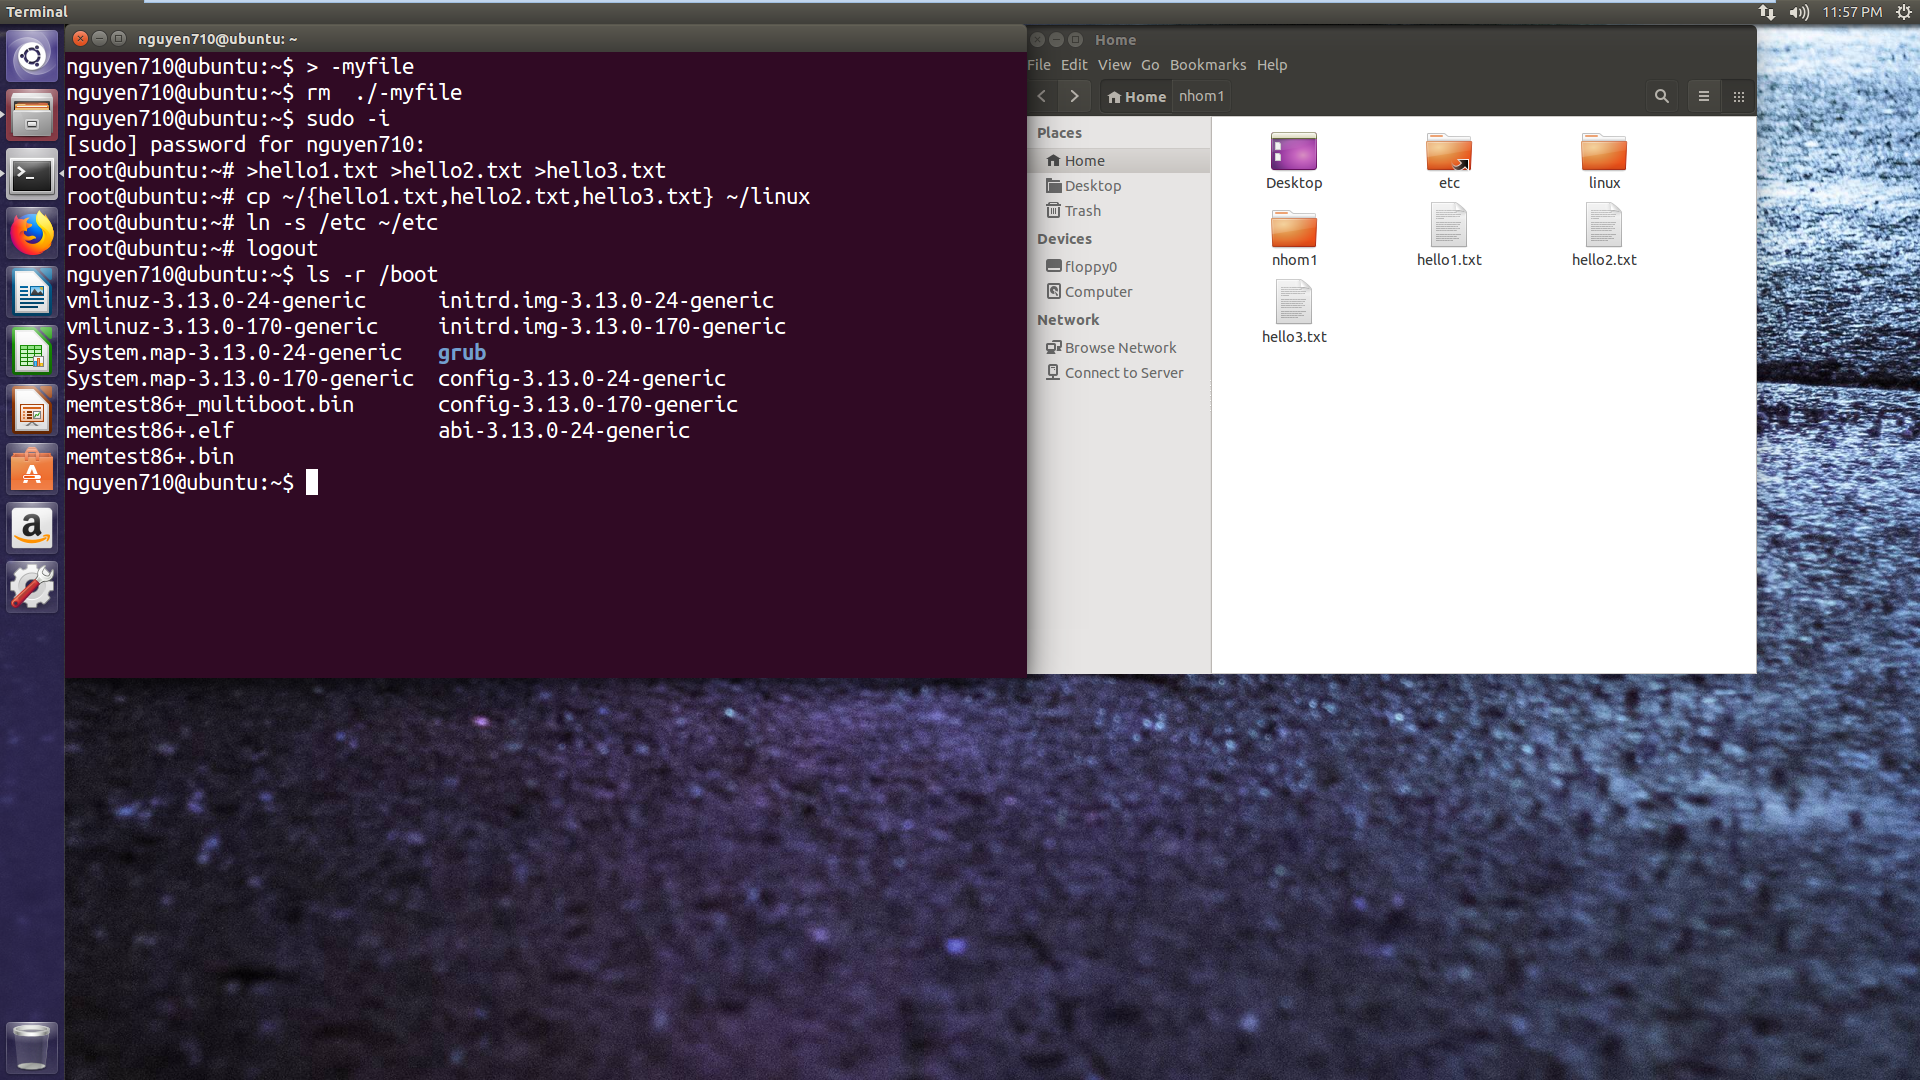 Terminal
11:57 PM
nguyen710@ubuntu: ~
nguyen710@ubuntu:~$ > -myfile
nguyen710@ubuntu:~$ rm  ./-myfile
nguyen710@ubuntu:~$ sudo -i
[sudo] password for nguyen710:
root@ubuntu:~# >hello1.txt >hello2.txt >hello3.txt
root@ubuntu:~# cp ~/{hello1.txt,hello2.txt,hello3.txt} ~/linux
root@ubuntu:~# ln -s /etc ~/etc
root@ubuntu:~# logout
nguyen710@ubuntu:~$ ls -r /boot
vmlinuz-3.13.0-24-generic      initrd.img-3.13.0-24-generic
vmlinuz-3.13.0-170-generic     initrd.img-3.13.0-170-generic
System.map-3.13.0-24-generic   grub
System.map-3.13.0-170-generic  config-3.13.0-24-generic
memtest86+_multiboot.bin       config-3.13.0-170-generic
memtest86+.elf                 abi-3.13.0-24-generic
memtest86+.bin
nguyen710@ubuntu:~$
Home
File Edit View Go Bookmarks Help
Home nhom1
Places
Home
Desktop
Trash
Devices
floppy0
Computer
Network
Browse Network
Connect to Server
Desktop etc linux
nhom1 hello1.txt hello2.txt
hello3.txt